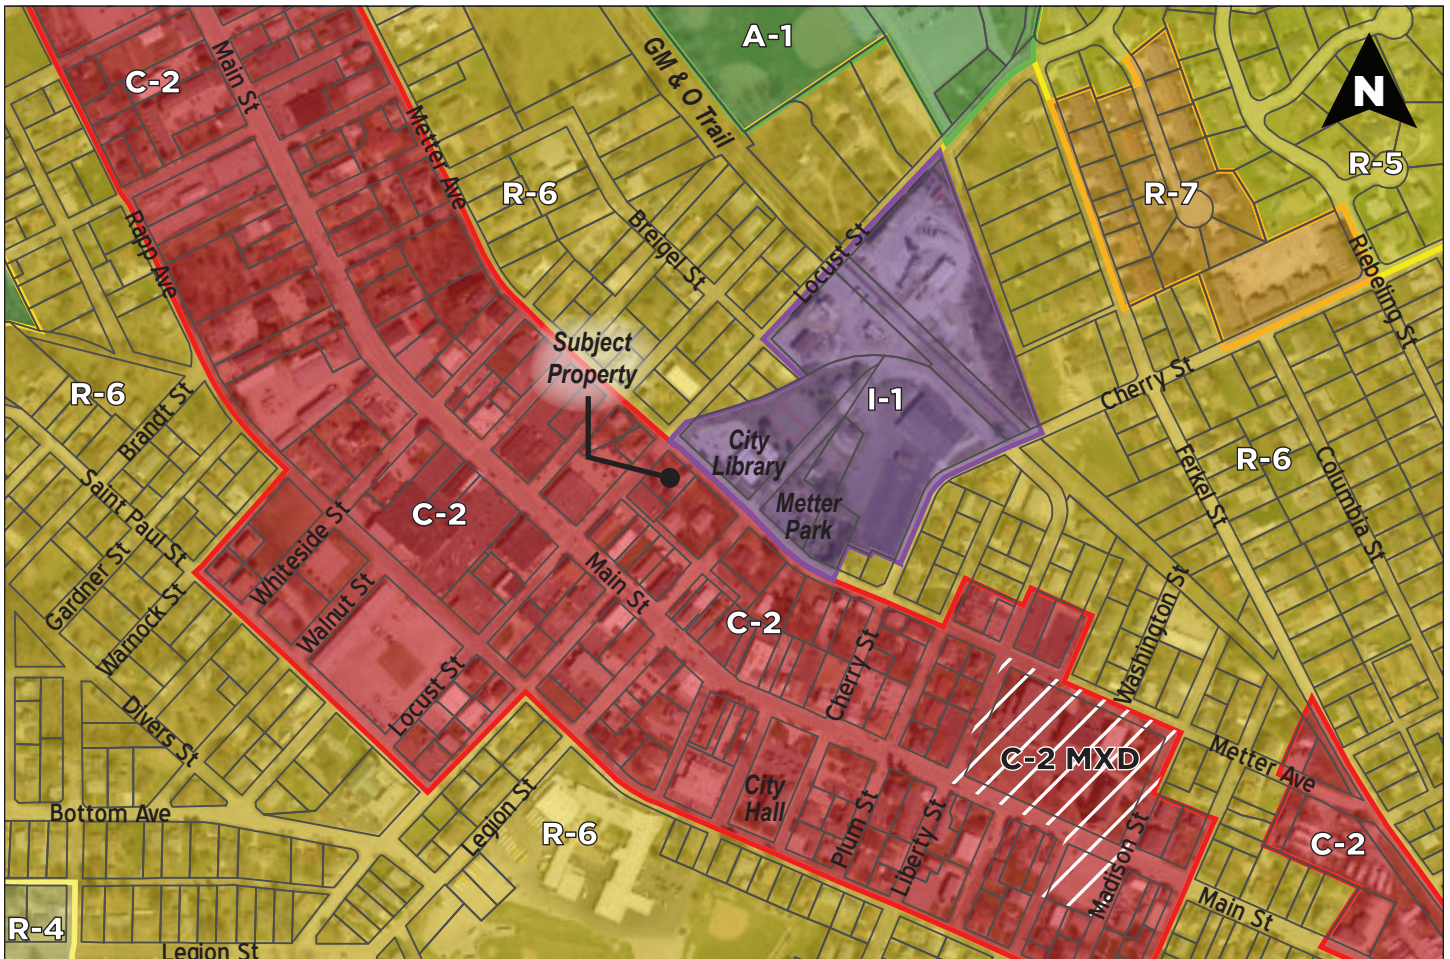 A-1
GM & O Trail
C-2
Main St
N
Metter Ave
R-5
R-6
R-7
Rapp Ave
Breigel St
Locust St
Riebeling St
Subject
Property
R-6
Brandt St
I-1
Cherry St
City
Library
R-6
Ferkel St
Columbia St
Saint Paul St
C-2
Metter
Park
Whiteside St
Gardner St
Warnock St
Walnut St
Main St
C-2
Washington St
Cherry St
Locust St
Divers St
C-2 MXD
Metter Ave
City
Hall
Bottom Ave
Legion St
R-6
Plum St
Liberty St
Madison St
C-2
Main St
R-4
Legion St